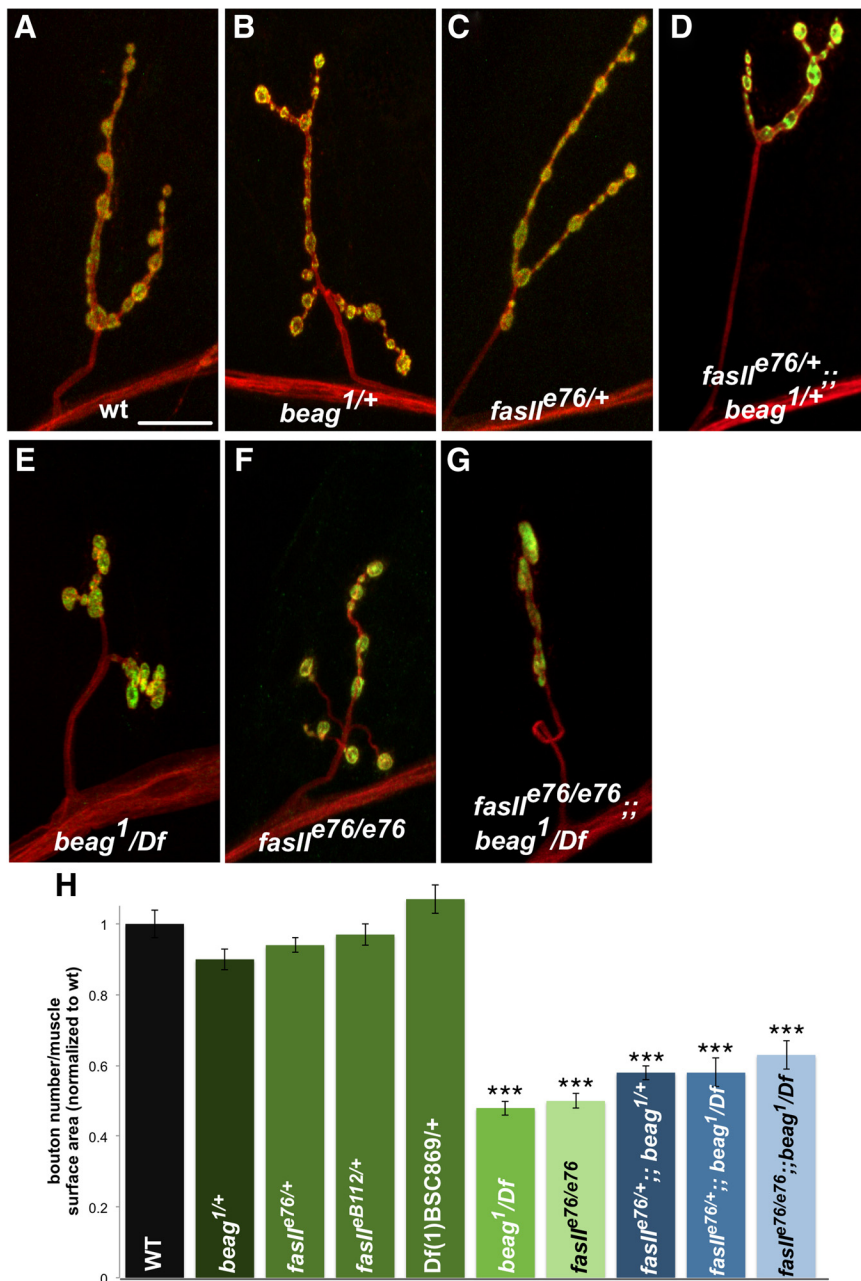 A
B
C
D
wt
beag1/+
fasIIe76/+
fasIIe76/+;;
beag1/+
E
F
G
beag1/Df
fasIIe76/e76
fasIIe76/e76;;
beag1/Df
H
bouton number/muscle
surface area (normalized to wt)
1
0.8
0.6
0.4
0.2
0
***
***
***
***
***
WT
beag1/+
fasIIe76/+
fasIIeB112/+
Df(1)BSC869/+
beag1/Df
fasIIe76/e76
fasIIe76/+;; beag1/+
fasIIe76/+;; beag1/Df
fasIIe76/e76;;beag1/Df